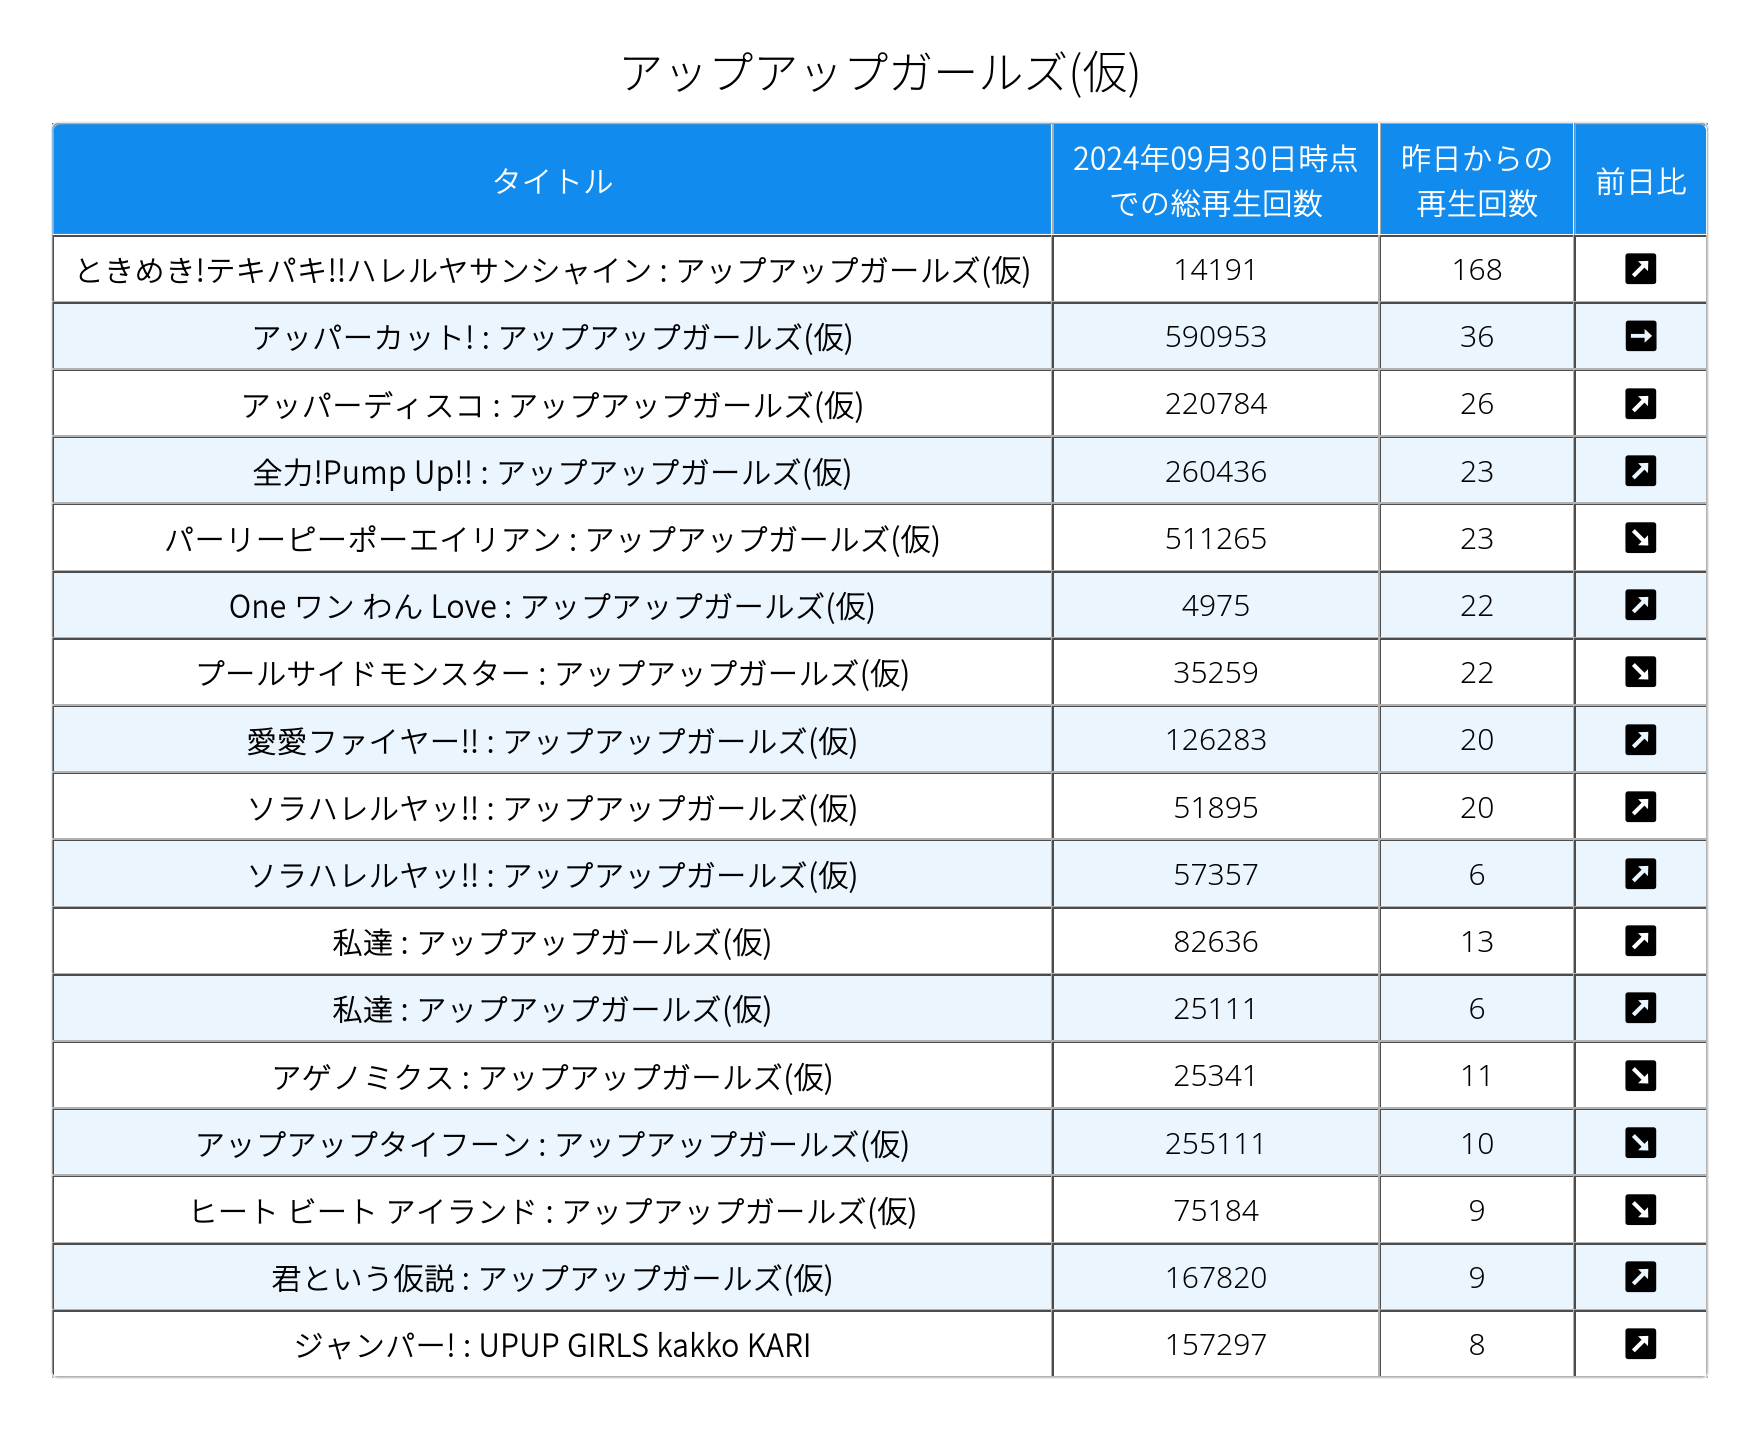 アップアップガールズ(仮)
タイトル 2024年09月30日時点での総再生回数 昨日からの再生回数 前日比
ときめき!テキパキ!!ハレルヤサンシャイン : アップアップガールズ(仮) 14191 168 ↗
アッパーカット! : アップアップガールズ(仮) 590953 36 →
アッパーディスコ : アップアップガールズ(仮) 220784 26 ↗
全力!Pump Up!! : アップアップガールズ(仮) 260436 23 ↗
パーリーピーポーエイリアン : アップアップガールズ(仮) 511265 23 ↘
One ワン わん Love : アップアップガールズ(仮) 4975 22 ↗
プールサイドモンスター : アップアップガールズ(仮) 35259 22 ↘
愛愛ファイヤー!! : アップアップガールズ(仮) 126283 20 ↗
ソラハレルヤッ!! : アップアップガールズ(仮) 51895 20 ↗
ソラハレルヤッ!! : アップアップガールズ(仮) 57357 6 ↗
私達 : アップアップガールズ(仮) 82636 13 ↗
私達 : アップアップガールズ(仮) 25111 6 ↗
アゲノミクス : アップアップガールズ(仮) 25341 11 ↘
アップアップタイフーン : アップアップガールズ(仮) 255111 10 ↘
ヒート ビート アイランド : アップアップガールズ(仮) 75184 9 ↘
君という仮説 : アップアップガールズ(仮) 167820 9 ↗
ジャンパー! : UPUP GIRLS kakko KARI 157297 8 ↗